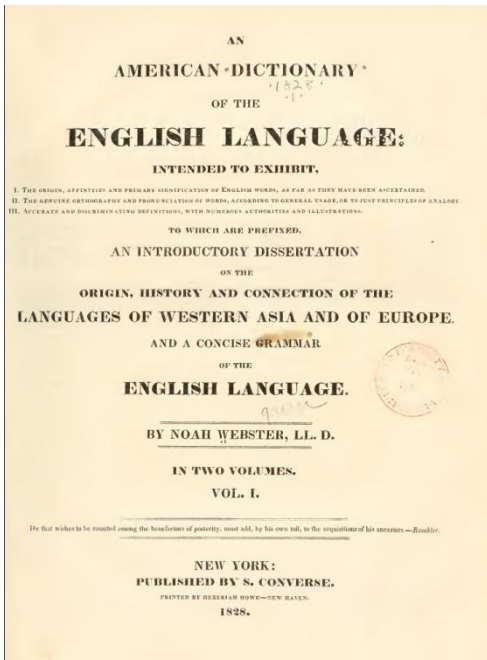 AN
AMERICAN DICTIONARY
1828
1
OF THE
ENGLISH LANGUAGE:
INTENDED TO EXHIBIT,
I. THE ORIGIN, AFFINITIES AND PRIMARY SIGNIFICATION OF ENGLISH WORDS, AS FAR AS THEY HAVE BEEN ASCERTAINED.
II. THE GENUINE ORTHOGRAPHY AND PRONUNCIATION OF WORDS, ACCORDING TO GENERAL USAGE, OR TO JUST PRINCIPLES OF ANALOGY.
III. ACCURATE AND DISCRIMINATING DEFINITIONS, WITH NUMEROUS AUTHORITIES AND ILLUSTRATIONS.
TO WHICH ARE PREFIXED,
AN INTRODUCTORY DISSERTATION
ON THE
ORIGIN, HISTORY AND CONNECTION OF THE
LANGUAGES OF WESTERN ASIA AND OF EUROPE.
AND A CONCISE GRAMMAR
OF THE
ENGLISH LANGUAGE.
BY NOAH WEBSTER, LL. D.
IN TWO VOLUMES.
VOL. I.
He that wishes to be counted among the benefactors of posterity, must add, by his own toil, to the acquisitions of his ancestors.—Rambler.
NEW YORK:
PUBLISHED BY S. CONVERSE.
PRINTED BY HEZEKIAH HOWE—NEW HAVEN.
1828.